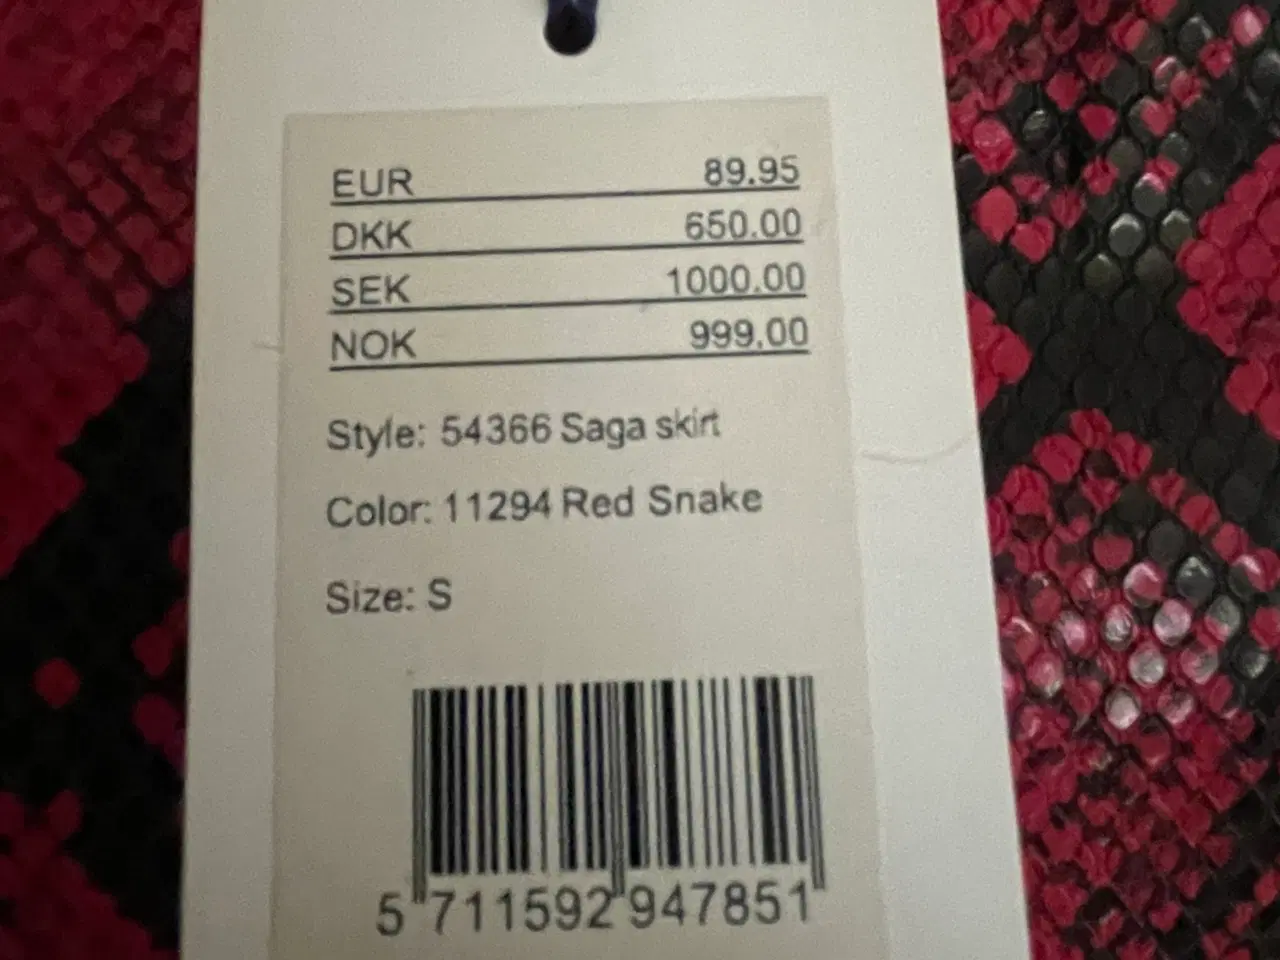 EUR 89.95
DKK 650.00
SEK 1000.00
NOK 999.00
Style: 54366 Saga skirt
Color: 11294 Red Snake
Size: S
5 711592 947851